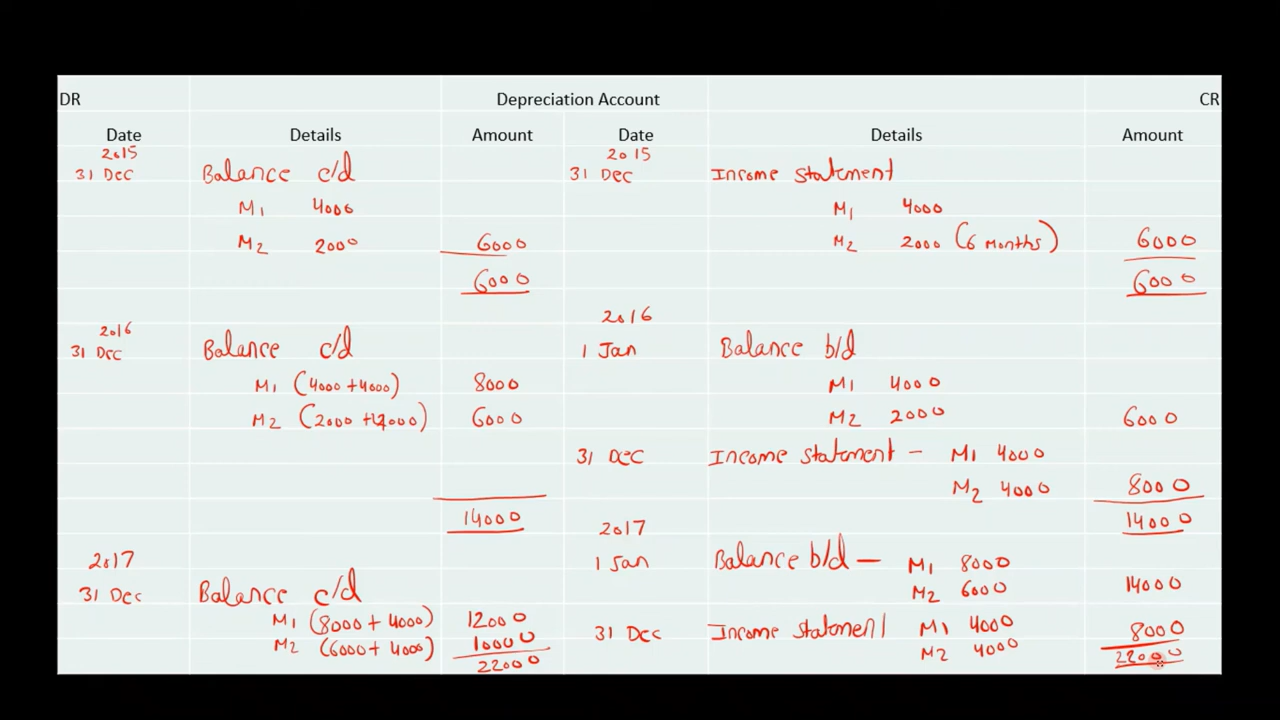 DR Depreciation Account CR
Date Details Amount Date Details Amount
2015 2015
31 Dec Balance c/d 31 Dec Income statement
M1 4000 M1 4000
M2 2000 6000 M2 2000 (6 Months) 6000
6000 6000
2016 2016
31 Dec Balance c/d 1 Jan Balance b/d
M1 (4000 + 4000) 8000 M1 4000
M2 (2000 + 4000) 6000 M2 2000 6000
31 Dec Income statement - M1 4000
M2 4000 8000
14000 14000
2017 2017
1 Jan Balance b/d - M1 8000
31 Dec Balance c/d M2 6000 14000
M1 (8000 + 4000) 12000 31 Dec Income statement M1 4000 8000
M2 (6000 + 4000) 10000 M2 4000
22000 22000